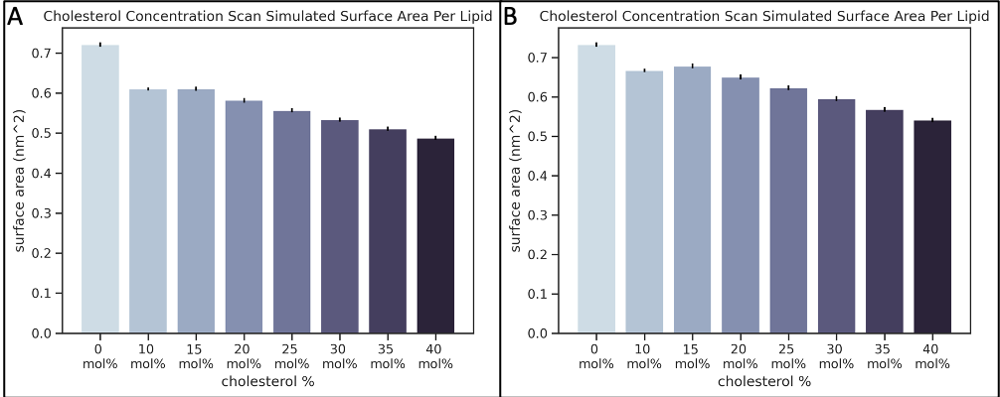 A
Cholesterol Concentration Scan Simulated Surface Area Per Lipid
surface area (nm^2)
0.7
0.6
0.5
0.4
0.3
0.2
0.1
0.0
0 10 15 20 25 30 35 40
mol% mol% mol% mol% mol% mol% mol% mol%
cholesterol %
B
Cholesterol Concentration Scan Simulated Surface Area Per Lipid
surface area (nm^2)
0.7
0.6
0.5
0.4
0.3
0.2
0.1
0.0
0 10 15 20 25 30 35 40
mol% mol% mol% mol% mol% mol% mol% mol%
cholesterol %